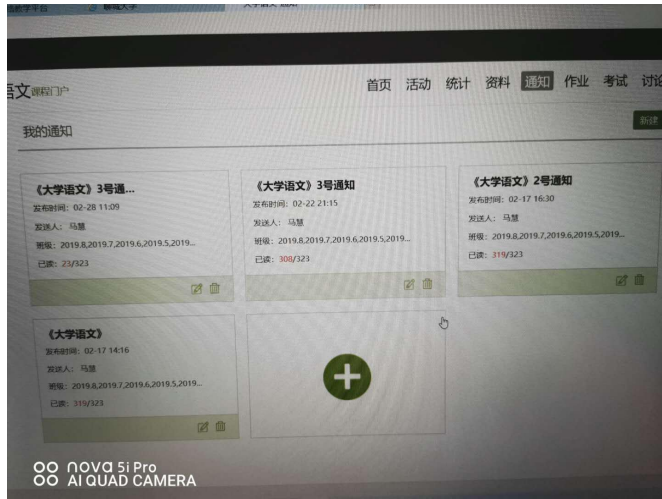 聊城大学
语文课程门户
首页 活动 统计 资料 通知 作业 考试 讨论
我的通知
新建
《大学语文》3号通...
发布时间：02-28 11:09
发送人： 马慧
班级：2019.8,2019.7,2019.6,2019.5,2019...
已读：23/323
《大学语文》3号通知
发布时间：02-22 21:15
发送人： 马慧
班级：2019.8,2019.7,2019.6,2019.5,2019...
已读：308/323
《大学语文》2号通知
发布时间：02-17 16:30
发送人： 马慧
班级：2019.8,2019.7,2019.6,2019.5,2019...
已读：319/323
《大学语文》
发布时间：02-17 14:16
发送人： 马慧
班级：2019.8,2019.7,2019.6,2019.5,2019...
已读：319/323
nova 5i Pro
AI QUAD CAMERA